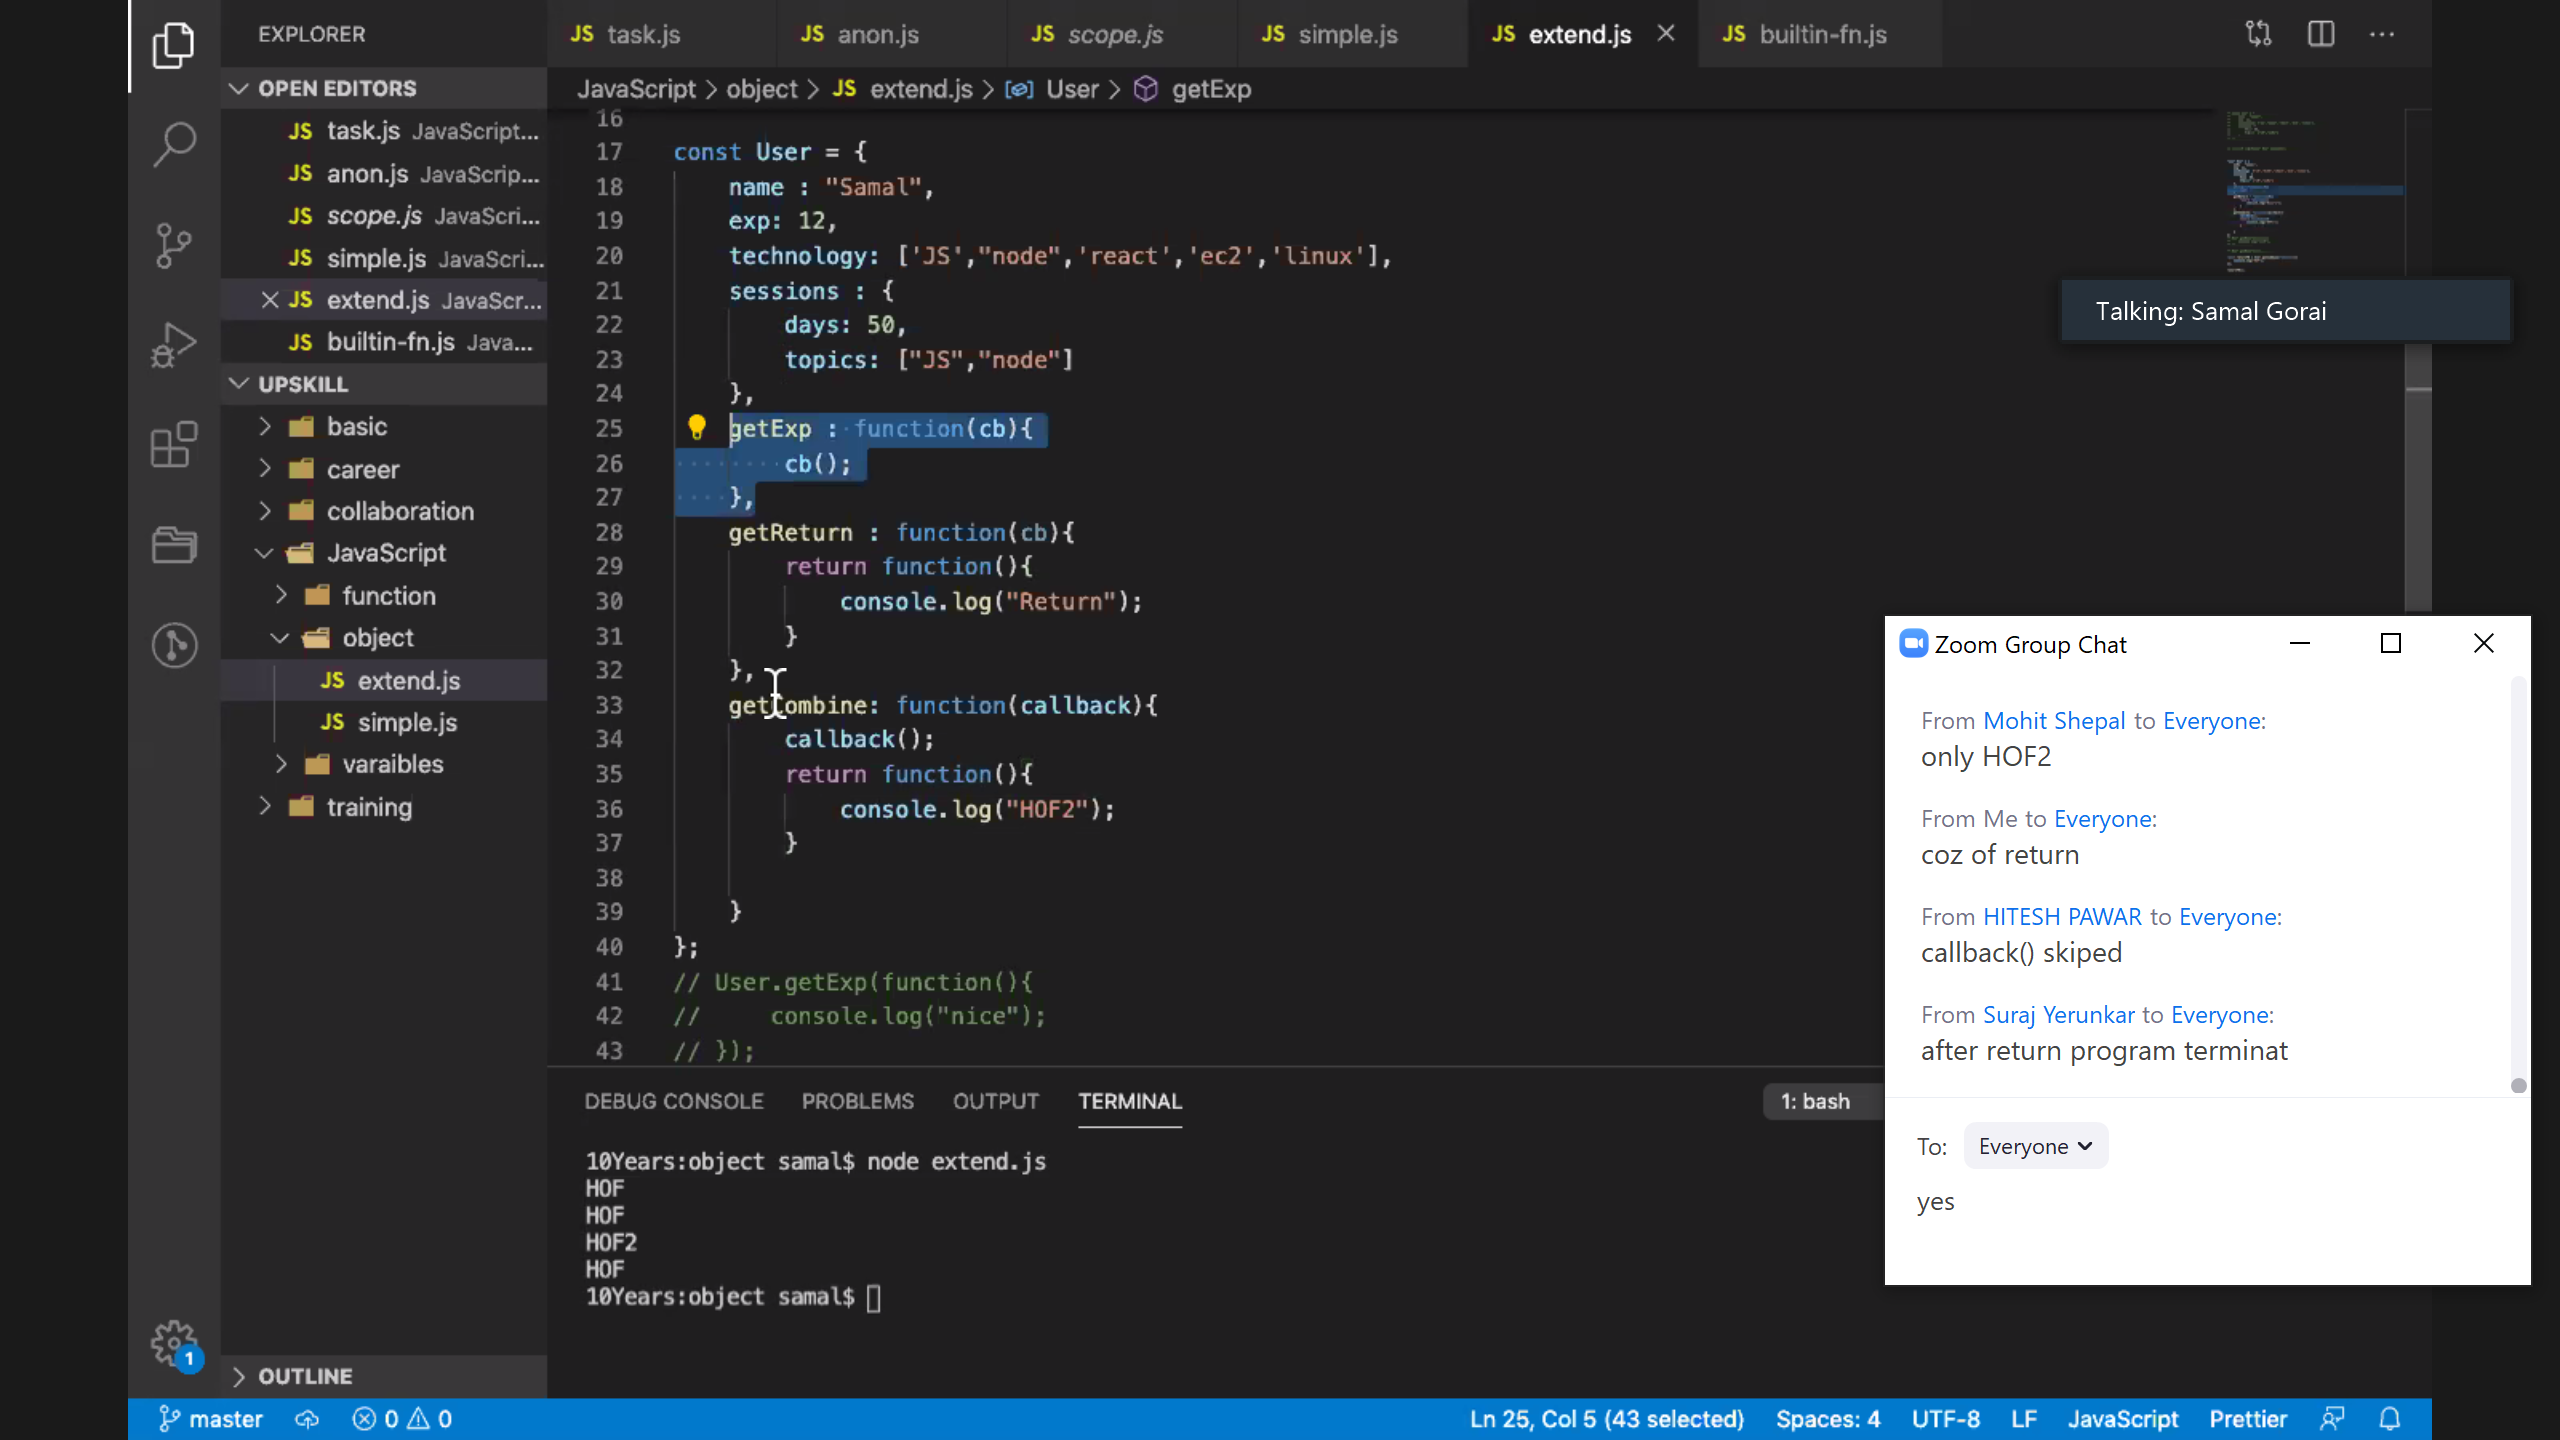 EXPLORER
OPEN EDITORS
JS task.js JavaScript...
JS anon.js JavaScrip...
JS scope.js JavaScri...
JS simple.js JavaScri...
JS extend.js JavaScr...
JS builtin-fn.js Java...
UPSKILL
basic
career
collaboration
JavaScript
function
object
JS extend.js
JS simple.js
varaibles
training
OUTLINE
JS task.js JS anon.js JS scope.js JS simple.js JS extend.js JS builtin-fn.js
JavaScript > object > JS extend.js > User > getExp
16
17 const User = {
18 name : "Samal",
19 exp: 12,
20 technology: ['JS',"node",'react','ec2','linux'],
21 sessions : {
22 days: 50,
23 topics: ["JS","node"]
24 },
25 getExp : function(cb){
26 cb();
27 },
28 getReturn : function(cb){
29 return function(){
30 console.log("Return");
31 }
32 },
33 getCombine: function(callback){
34 callback();
35 return function(){
36 console.log("HOF2");
37 }
38
39 }
40 };
41 // User.getExp(function(){
42 // console.log("nice");
43 // });
DEBUG CONSOLE PROBLEMS OUTPUT TERMINAL
1: bash
10Years:object samal$ node extend.js
HOF
HOF
HOF2
HOF
10Years:object samal$
Talking: Samal Gorai
Zoom Group Chat
From Mohit Shepal to Everyone:
only HOF2
From Me to Everyone:
coz of return
From HITESH PAWAR to Everyone:
callback() skiped
From Suraj Yerunkar to Everyone:
after return program terminat
To: Everyone
yes
1
master 0 0 Ln 25, Col 5 (43 selected) Spaces: 4 UTF-8 LF JavaScript Prettier